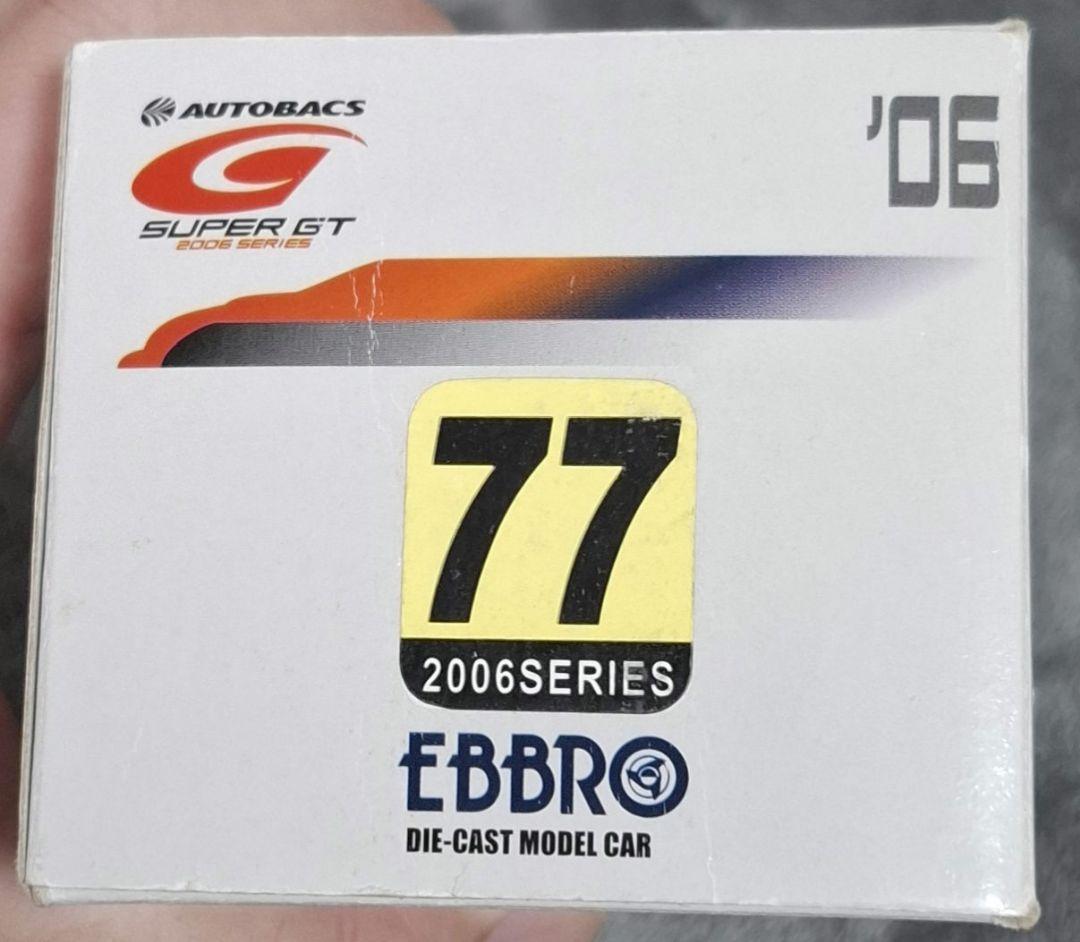 AUTOBACS
'06
SUPER GT
2006 SERIES
77
2006SERIES
EBBRO
DIE-CAST MODEL CAR